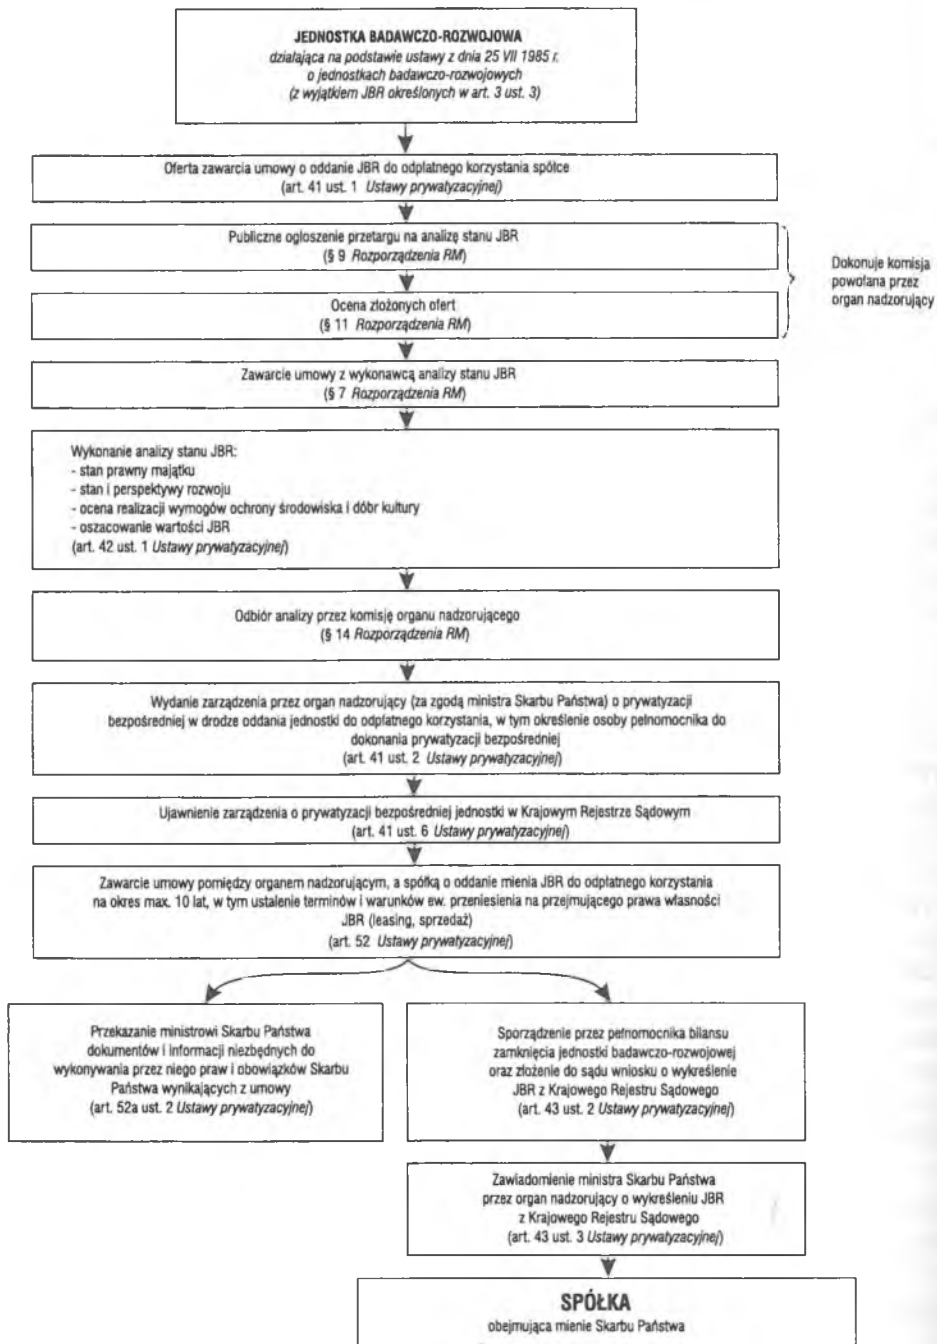 JEDNOSTKA BADAWCZO-ROZWOJOWA
działająca na podstawie ustawy z dnia 25 VII 1985 r.
o jednostkach badawczo-rozwojowych
(z wyjątkiem JBR określonych w art. 3 ust. 3)
Oferta zawarcia umowy o oddanie JBR do odpłatnego korzystania spółce
(art. 41 ust. 1 Ustawy prywatyzacyjnej)
Publiczne ogłoszenie przetargu na analizę stanu JBR
(§ 9 Rozporządzenia RM)
Dokonuje komisja
powołana przez
organ nadzorujący
Ocena złożonych ofert
(§ 11 Rozporządzenia RM)
Zawarcie umowy z wykonawcą analizy stanu JBR
(§ 7 Rozporządzenia RM)
Wykonanie analizy stanu JBR:
- stan prawny majątku
- stan i perspektywy rozwoju
- ocena realizacji wymogów ochrony środowiska i dóbr kultury
- oszacowanie wartości JBR
(art. 42 ust. 1 Ustawy prywatyzacyjnej)
Odbiór analizy przez komisję organu nadzorującego
(§ 14 Rozporządzenia RM)
Wydanie zarządzenia przez organ nadzorujący (za zgodą ministra Skarbu Państwa) o prywatyzacji
bezpośredniej w drodze oddania jednostki do odpłatnego korzystania, w tym określenie osoby pełnomocnika do
dokonania prywatyzacji bezpośredniej
(art. 41 ust. 2 Ustawy prywatyzacyjnej)
Ujawnienie zarządzenia o prywatyzacji bezpośredniej jednostki w Krajowym Rejestrze Sądowym
(art. 41 ust. 6 Ustawy prywatyzacyjnej)
Zawarcie umowy pomiędzy organem nadzorującym, a spółką o oddanie mienia JBR do odpłatnego korzystania
na okres max. 10 lat, w tym ustalenie terminów i warunków ew. przeniesienia na przejmującego prawa własności
JBR (leasing, sprzedaż)
(art. 52 Ustawy prywatyzacyjnej)
Przekazanie ministrowi Skarbu Państwa
dokumentów i informacji niezbędnych do
wykonywania przez niego praw i obowiązków Skarbu
Państwa wynikających z umowy
(art. 52a ust. 2 Ustawy prywatyzacyjnej)
Sporządzenie przez pełnomocnika bilansu
zamknięcia jednostki badawczo-rozwojowej
oraz złożenie do sądu wniosku o wykreślenie
JBR z Krajowego Rejestru Sądowego
(art. 43 ust. 2 Ustawy prywatyzacyjnej)
Zawiadomienie ministra Skarbu Państwa
przez organ nadzorujący o wykreśleniu JBR
z Krajowego Rejestru Sądowego
(art. 43 ust. 3 Ustawy prywatyzacyjnej)
SPÓŁKA
obejmująca mienie Skarbu Państwa